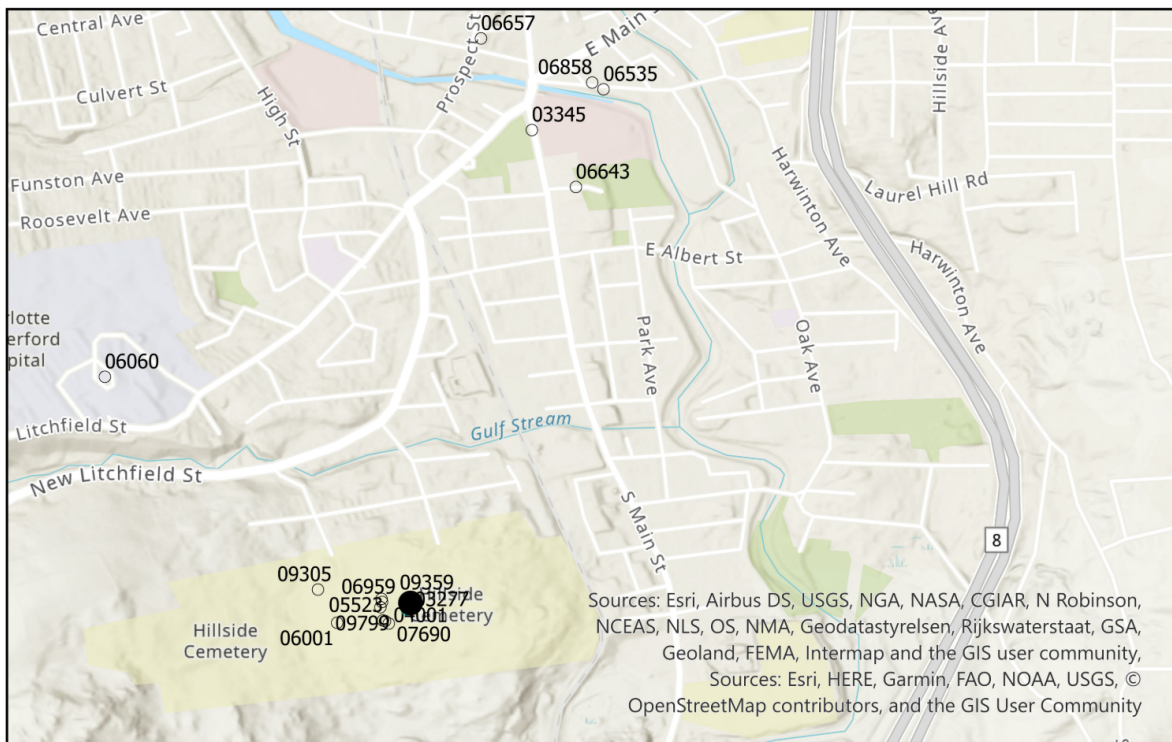 Central Ave
06657
E Main
Prospect St
06858
06535
Culvert St
High St
03345
Hillside Ave
Funston Ave
06643
Harwinton Ave
Laurel Hill Rd
Roosevelt Ave
E Albert St
Harwinton Ave
06060
Park Ave
Oak Ave
Litchfield St
Gulf Stream
New Litchfield St
S Main St
8
09305
06959
09359
05523
03277
04001
09799
06001
07690
Hillside
Cemetery
Sources: Esri, Airbus DS, USGS, NGA, NASA, CGIAR, N Robinson,
NCEAS, NLS, OS, NMA, Geodatastyrelsen, Rijkswaterstaat, GSA,
Geoland, FEMA, Intermap and the GIS user community,
Sources: Esri, HERE, Garmin, FAO, NOAA, USGS, ©
OpenStreetMap contributors, and the GIS User Community